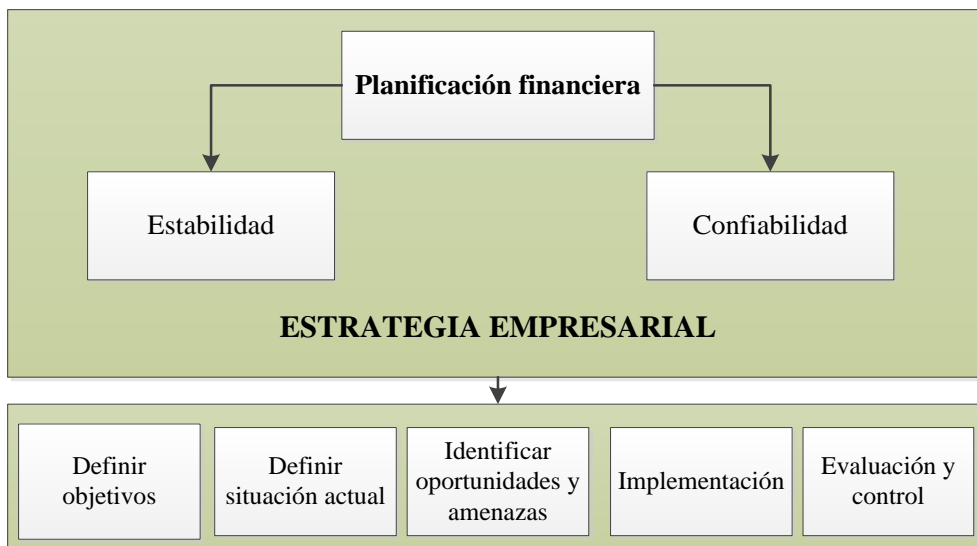 Planificación financiera
Estabilidad
Confiabilidad
ESTRATEGIA EMPRESARIAL
Definir
objetivos
Definir
situación actual
Identificar
oportunidades y
amenazas
Implementación
Evaluación y
control